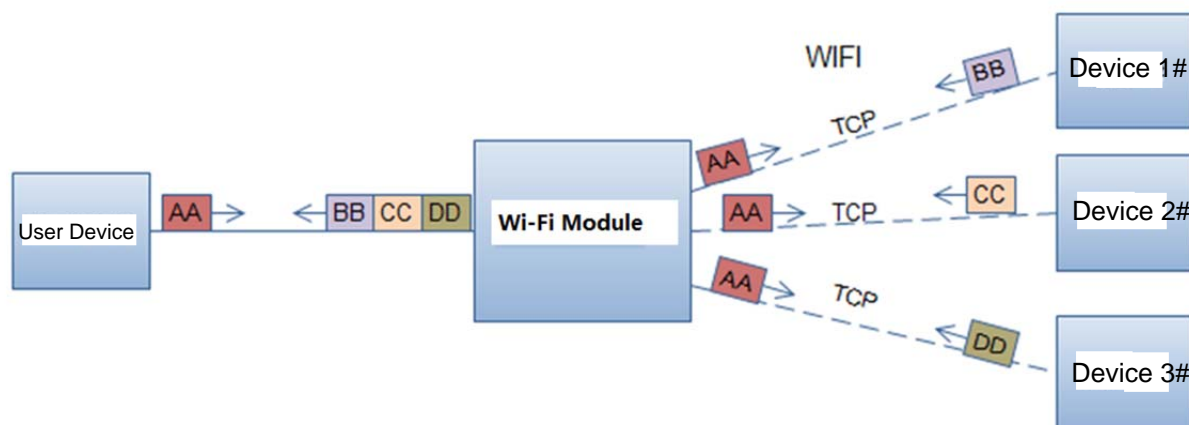 WIFI
Device 1#
BB
TCP
AA
User Device
AA
BB CC DD
Wi-Fi Module
AA
TCP
CC
Device 2#
AA
TCP
DD
Device 3#